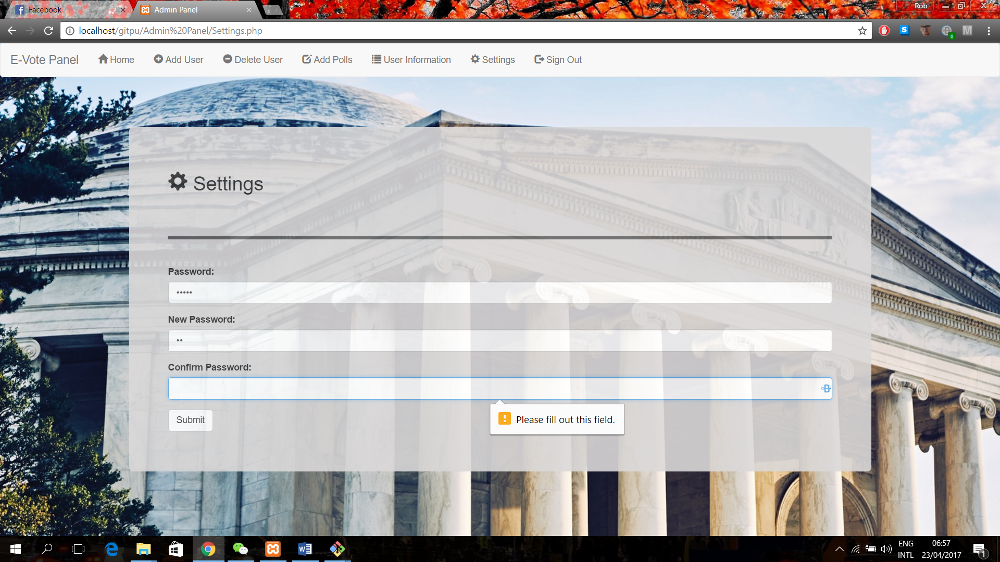 Facebook
Admin Panel
Rob
localhost/gitpu/Admin%20Panel/Settings.php
S
0
M
E-Vote Panel
Home
Add User
Delete User
Add Polls
User Information
Settings
Sign Out
Settings
Password:
•••••
New Password:
••
Confirm Password:
Submit
Please fill out this field.
ENG
INTL
06:57
23/04/2017
1